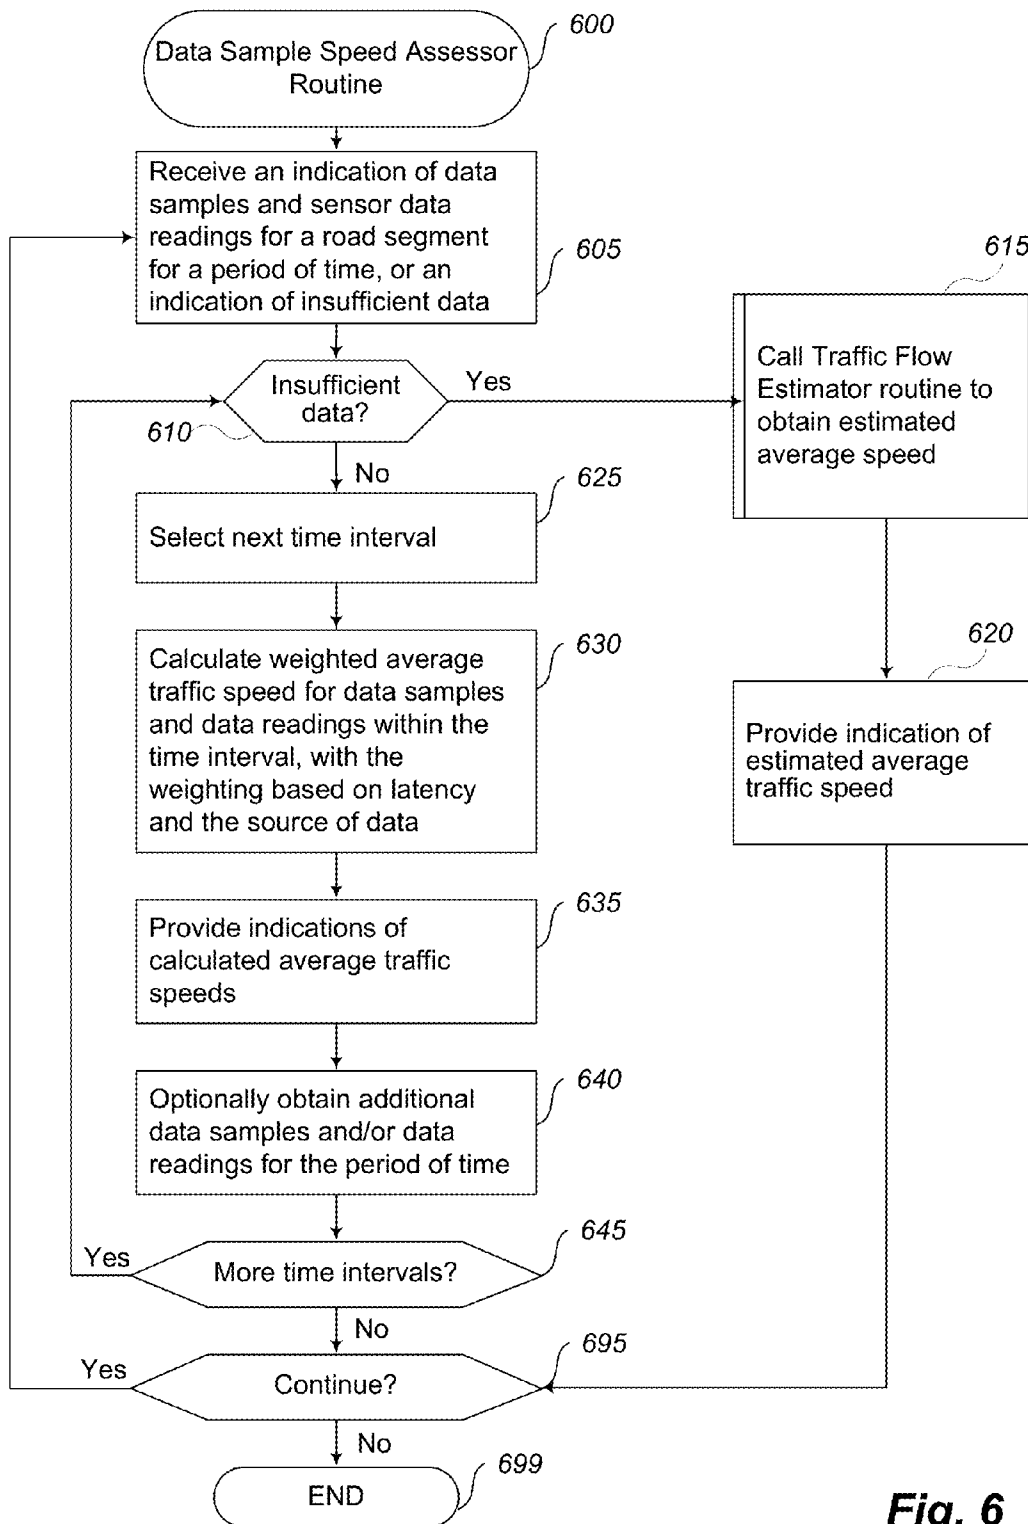 600
Data Sample Speed Assessor
Routine
Receive an indication of data
samples and sensor data
readings for a road segment
for a period of time, or an
indication of insufficient data
605
615
Call Traffic Flow
Estimator routine to
obtain estimated
average speed
Insufficient
data?
Yes
610
No
625
Select next time interval
630
Calculate weighted average
traffic speed for data samples
and data readings within the
time interval, with the
weighting based on latency
and the source of data
620
Provide indication of
estimated average
traffic speed
635
Provide indications of
calculated average traffic
speeds
640
Optionally obtain additional
data samples and/or data
readings for the period of time
645
Yes
More time intervals?
No
695
Yes
Continue?
No
699
END
Fig. 6